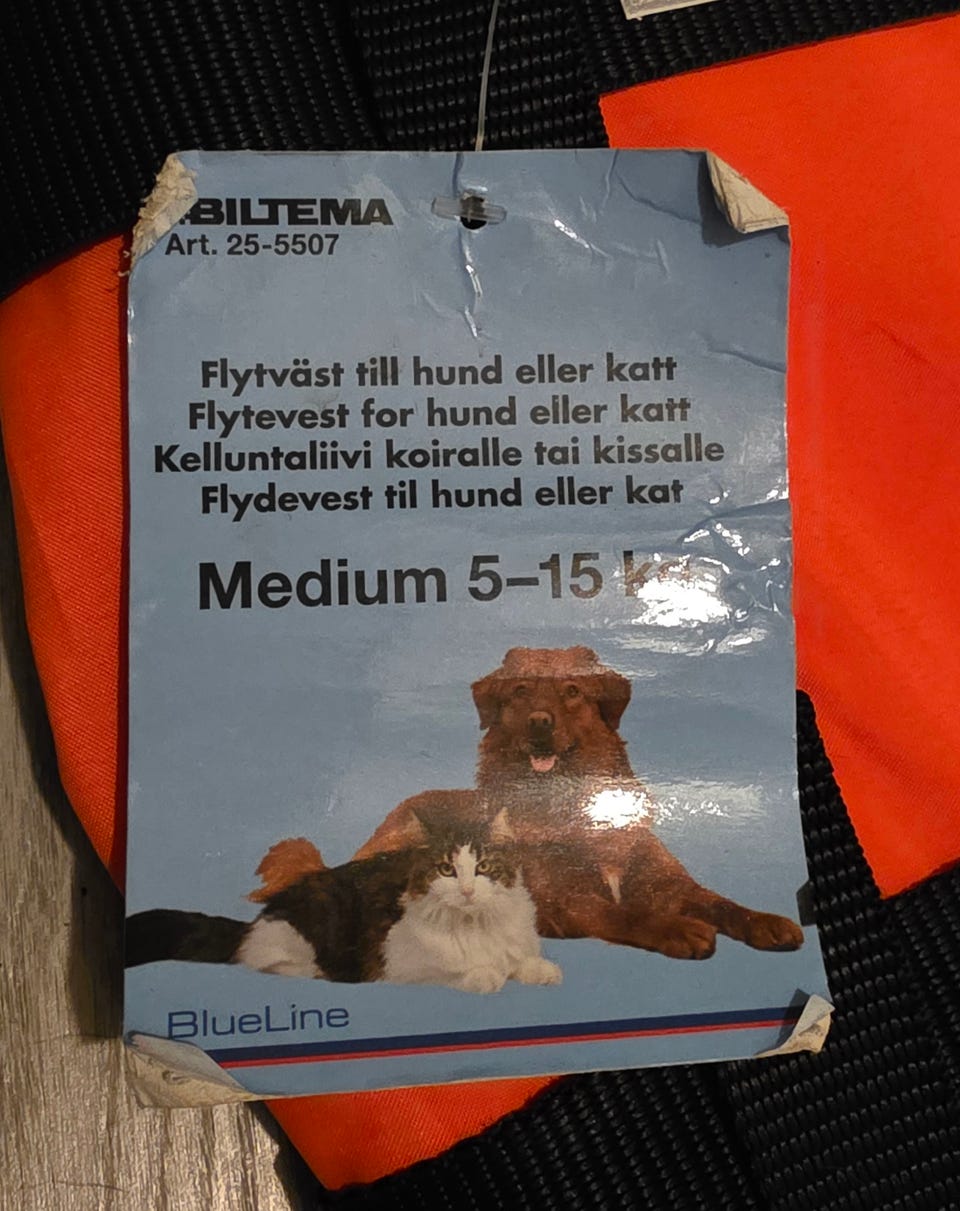 BILTEMA
Art. 25-5507
Flytväst till hund eller katt
Flytevest for hund eller katt
Kelluntaliivi koiralle tai kissalle
Flydevest til hund eller kat
Medium 5–15 kg
BlueLine